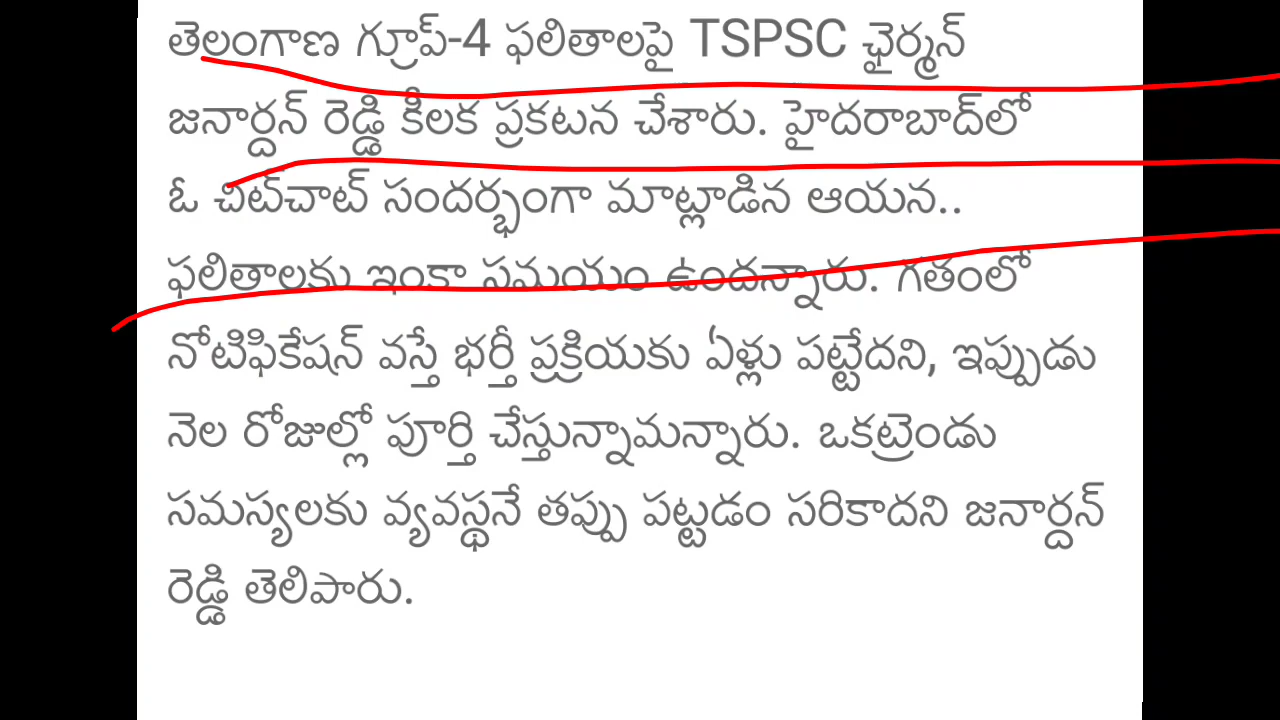 తెలంగాణ గ్రూప్-4 ఫలితాలపై TSPSC ఛైర్మన్
జనార్దన్ రెడ్డి కీలక ప్రకటన చేశారు. హైదరాబాద్‌లో
ఓ చిట్‌చాట్ సందర్భంగా మాట్లాడిన ఆయన..
ఫలితాలకు ఇంకా సమయం ఉందన్నారు. గతంలో
నోటిఫికేషన్ వస్తే భర్తీ ప్రక్రియకు ఏళ్లు పట్టేదని, ఇప్పుడు
నెల రోజుల్లో పూర్తి చేస్తున్నామన్నారు. ఒకట్రెండు
సమస్యలకు వ్యవస్థనే తప్పు పట్టడం సరికాదని జనార్దన్
రెడ్డి తెలిపారు.